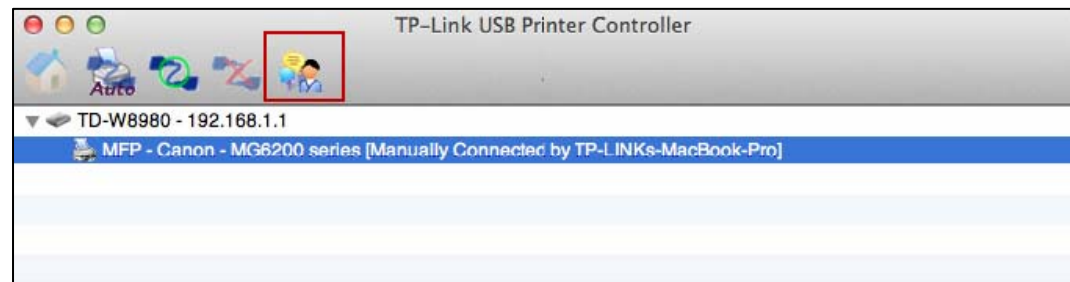 TP-Link USB Printer Controller
Auto
TD-W8980 - 192.168.1.1
MFP - Canon - MG6200 series [Manually Connected by TP-LINKs-MacBook-Pro]